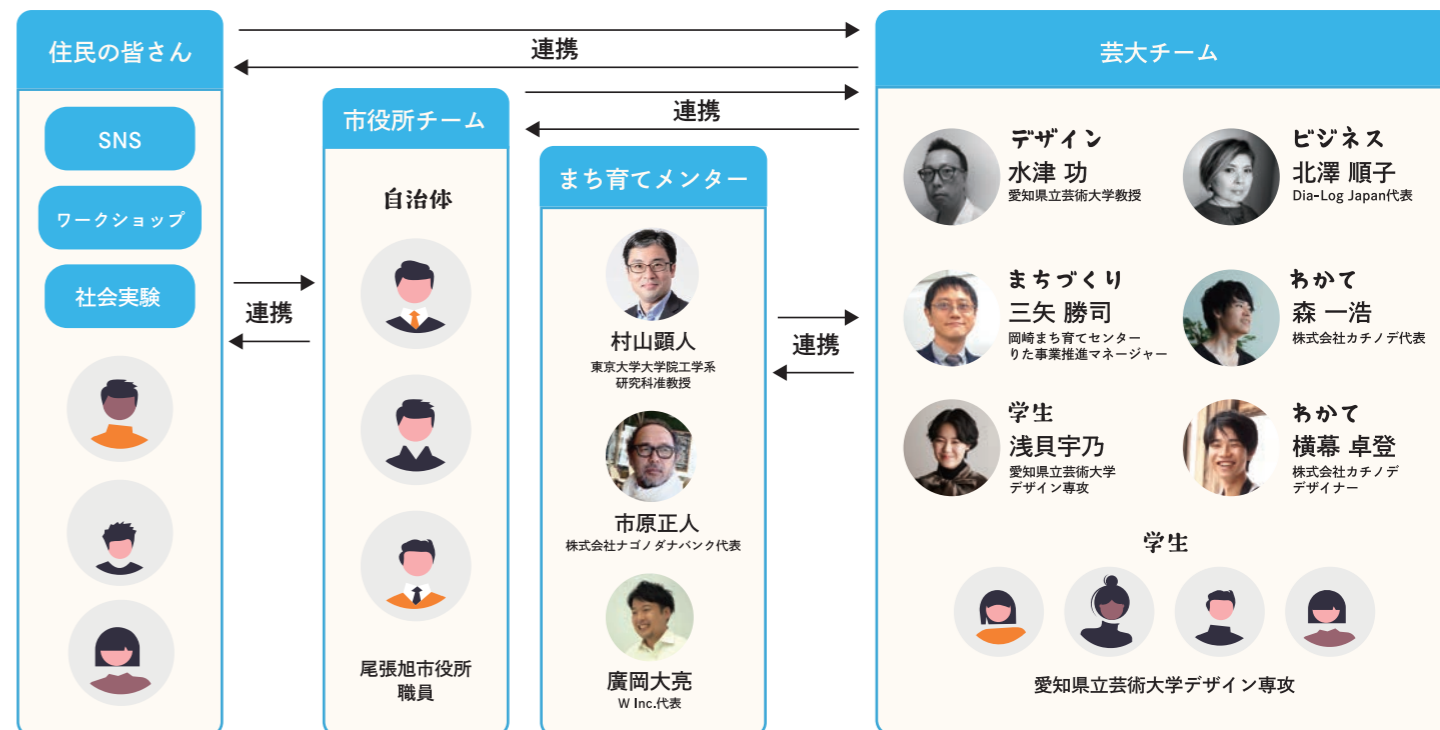 住民の皆さん
SNS
ワークショップ
社会実験
連携
連携
連携
連携
市役所チーム
自治体
尾張旭市役所
職員
まち育てメンター
村山顕人
東京大学大学院工学系
研究科准教授
市原正人
株式会社ナゴノダナバンク代表
廣岡大亮
W Inc.代表
芸大チーム
デザイン
水津 功
愛知県立芸術大学教授
ビジネス
北澤 順子
Dia-Log Japan代表
まちづくり
三矢 勝司
岡崎まち育てセンター
りた事業推進マネージャー
わかて
森 一浩
株式会社カチノデ代表
学生
浅貝宇乃
愛知県立芸術大学
デザイン専攻
わかて
横幕 卓登
株式会社カチノデ
デザイナー
学生
愛知県立芸術大学デザイン専攻